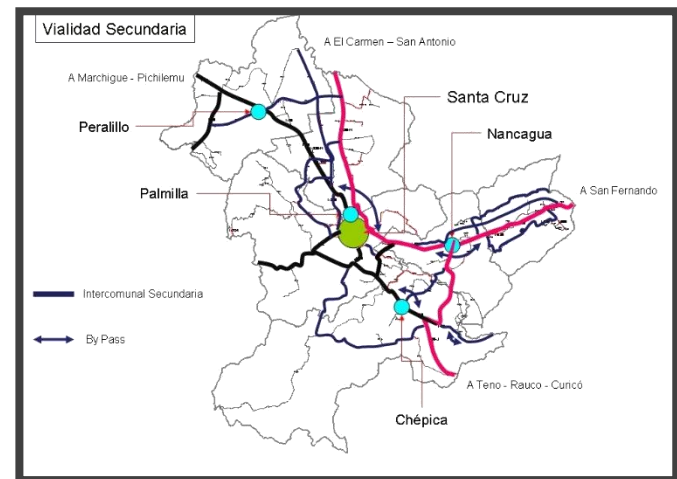 Vialidad Secundaria
A El Carmen – San Antonio
A Marchigue - Pichilemu
Santa Cruz
Peralillo
Nancagua
Palmilla
A San Fernando
Intercomunal Secundaria
By Pass
A Teno - Rauco - Curicó
Chépica